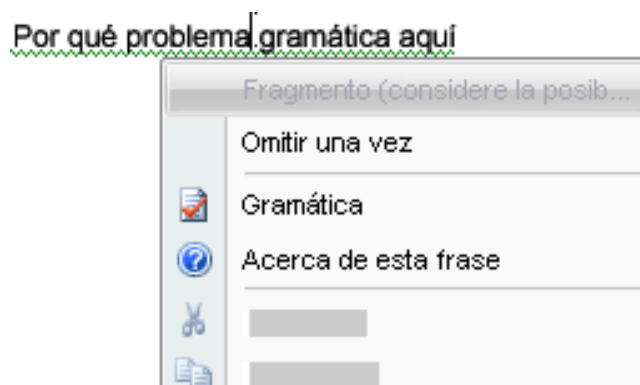 Por qué problema gramática aquí
Fragmento (considere la posib...
Omitir una vez
Gramática
Acerca de esta frase